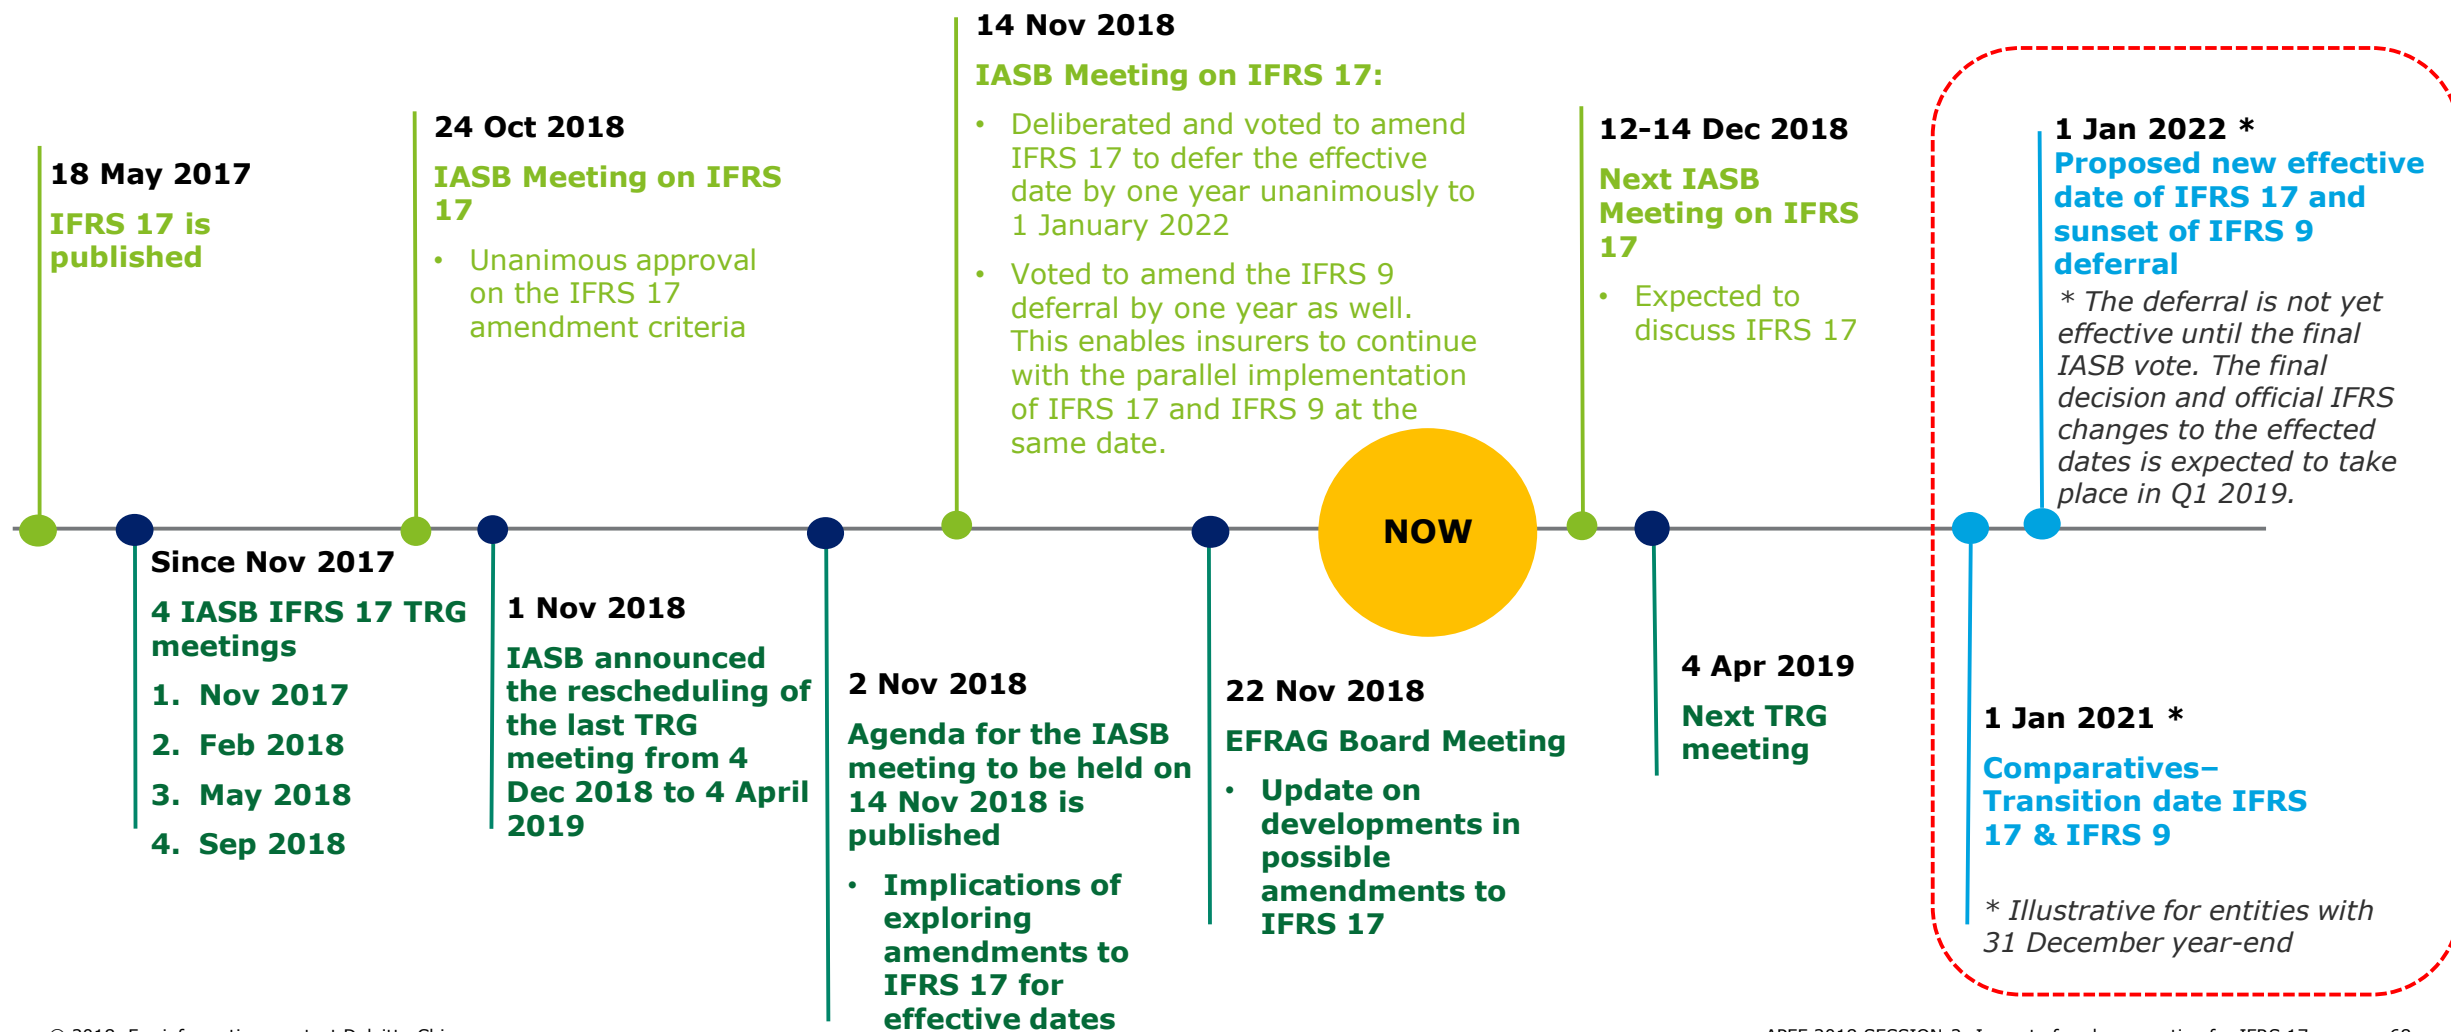 18 May 2017
IFRS 17 is
published
24 Oct 2018
IASB Meeting on IFRS
17
• Unanimous approval
on the IFRS 17
amendment criteria
14 Nov 2018
IASB Meeting on IFRS 17:
• Deliberated and voted to amend
IFRS 17 to defer the effective
date by one year unanimously to
1 January 2022
• Voted to amend the IFRS 9
deferral by one year as well.
This enables insurers to continue
with the parallel implementation
of IFRS 17 and IFRS 9 at the
same date.
12-14 Dec 2018
Next IASB
Meeting on IFRS
17
• Expected to
discuss IFRS 17
1 Jan 2022 *
Proposed new effective
date of IFRS 17 and
sunset of IFRS 9
deferral
* The deferral is not yet
effective until the final
IASB vote. The final
decision and official IFRS
changes to the effected
dates is expected to take
place in Q1 2019.
NOW
Since Nov 2017
4 IASB IFRS 17 TRG
meetings
1. Nov 2017
2. Feb 2018
3. May 2018
4. Sep 2018
1 Nov 2018
IASB announced
the rescheduling of
the last TRG
meeting from 4
Dec 2018 to 4 April
2019
2 Nov 2018
Agenda for the IASB
meeting to be held on
14 Nov 2018 is
published
• Implications of
exploring
amendments to
IFRS 17 for
effective dates
22 Nov 2018
EFRAG Board Meeting
• Update on
developments in
possible
amendments to
IFRS 17
4 Apr 2019
Next TRG
meeting
1 Jan 2021 *
Comparatives–
Transition date IFRS
17 & IFRS 9
* Illustrative for entities with
31 December year-end